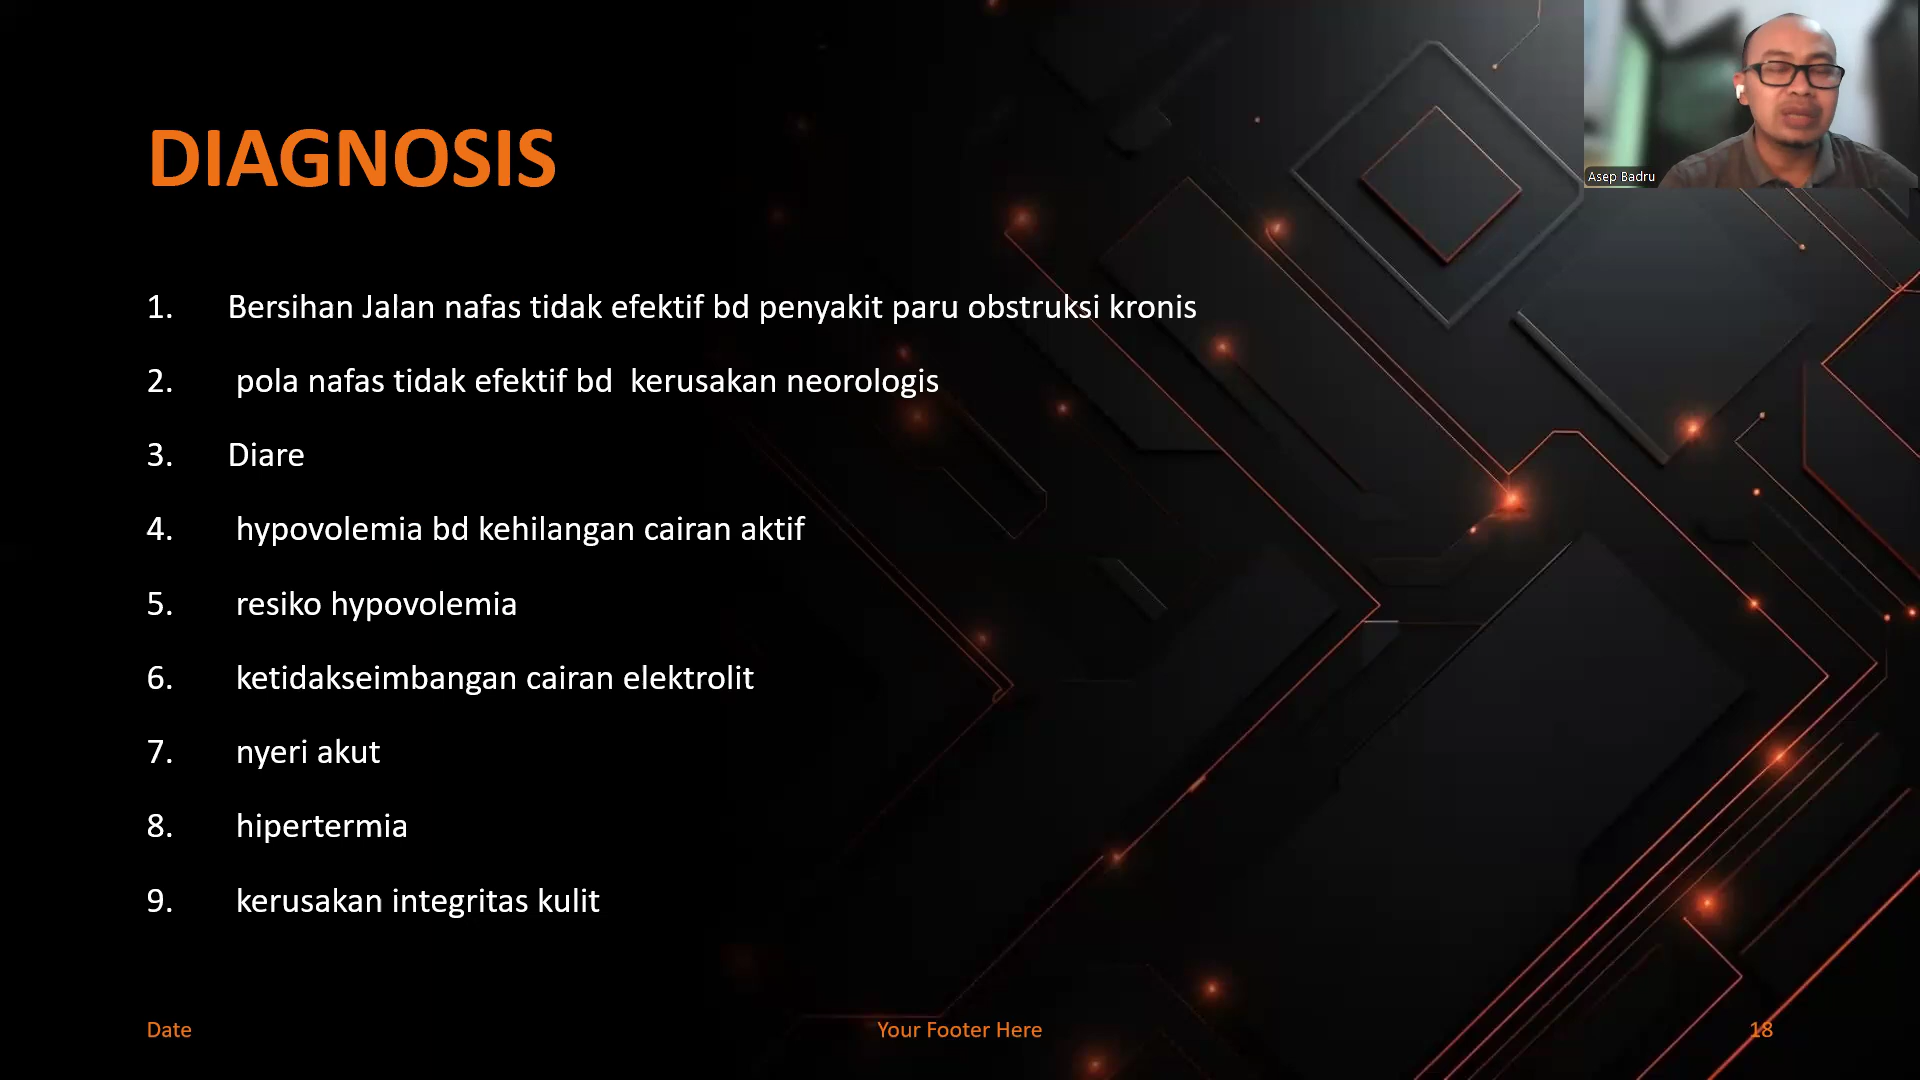 DIAGNOSIS
Asep Badru
1. Bersihan Jalan nafas tidak efektif bd penyakit paru obstruksi kronis
2. pola nafas tidak efektif bd kerusakan neorologis
3. Diare
4. hypovolemia bd kehilangan cairan aktif
5. resiko hypovolemia
6. ketidakseimbangan cairan elektrolit
7. nyeri akut
8. hipertermia
9. kerusakan integritas kulit
Date
Your Footer Here
18